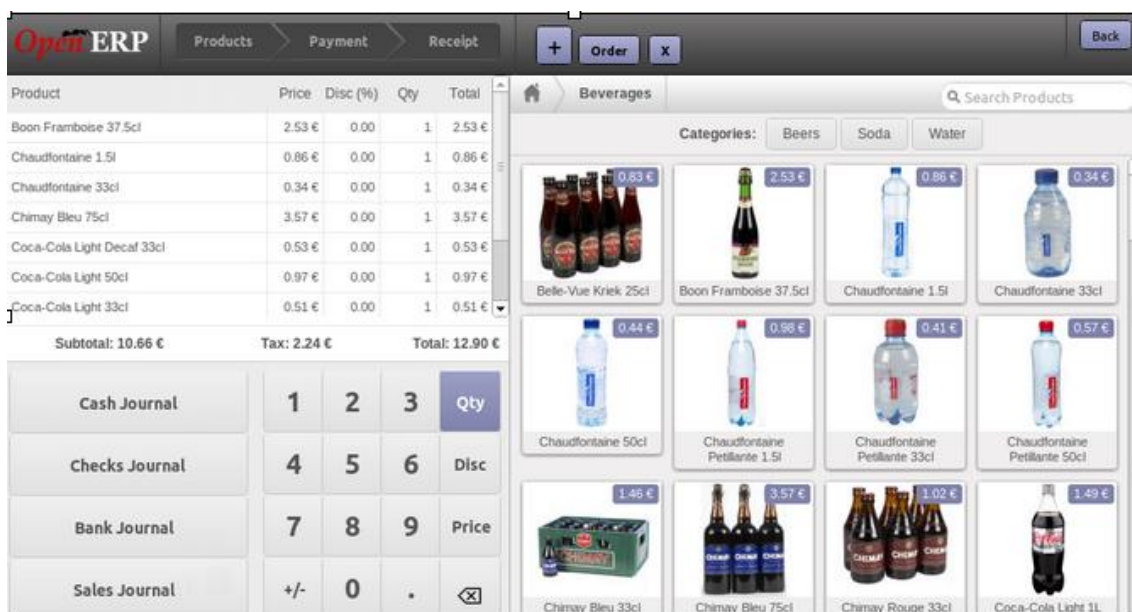 Open ERP
Products Payment Receipt
+ Order X
Back
Product Price Disc (%) Qty Total
Boon Framboise 37.5cl 2.53 € 0.00 1 2.53 €
Chaudfontaine 1.5l 0.86 € 0.00 1 0.86 €
Chaudfontaine 33cl 0.34 € 0.00 1 0.34 €
Chimay Bleu 75cl 3.57 € 0.00 1 3.57 €
Coca-Cola Light Decaf 33cl 0.53 € 0.00 1 0.53 €
Coca-Cola Light 50cl 0.97 € 0.00 1 0.97 €
Coca-Cola Light 33cl 0.51 € 0.00 1 0.51 €
Subtotal: 10.66 € Tax: 2.24 € Total: 12.90 €
Cash Journal 1 2 3 Qty
Checks Journal 4 5 6 Disc
Bank Journal 7 8 9 Price
Sales Journal +/- 0 .
Beverages
Search Products
Categories: Beers Soda Water
0.83 € 2.53 € 0.86 € 0.34 €
Belle-Vue Kriek 25cl Boon Framboise 37.5cl Chaudfontaine 1.5l Chaudfontaine 33cl
0.44 € 0.98 € 0.41 € 0.57 €
Chaudfontaine 50cl Chaudfontaine Chaudfontaine Chaudfontaine
Petillante 1.5l Petillante 33cl Petillante 50cl
1.46 € 3.57 € 1.02 € 1.49 €
CHIMAY CHIMAY CHIMAY
Chimay Bleu 33cl Chimay Bleu 75cl Chimay Rouge 33cl Coca-Cola Light 1L